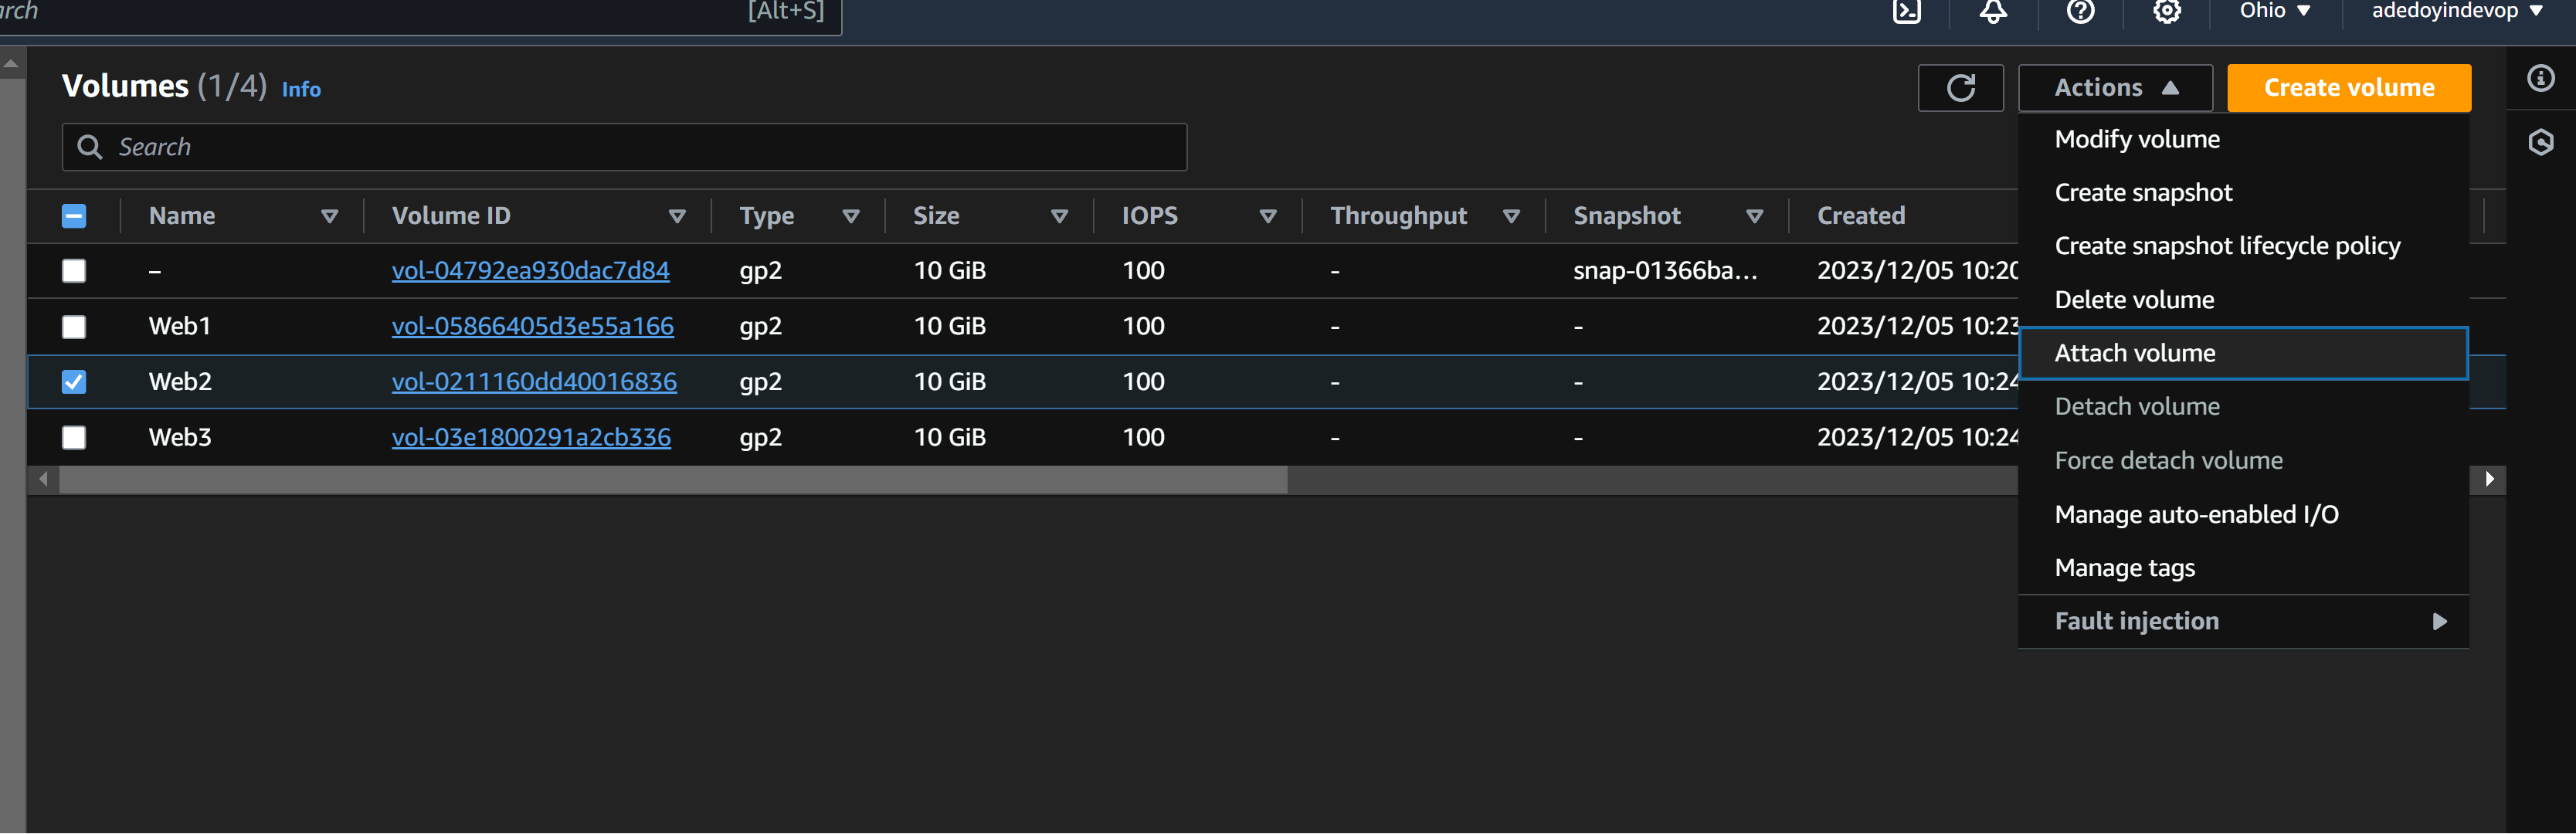 [Alt+S] Ohio adedoyindevop
Volumes (1/4) Info Actions Create volume
Search
Name Volume ID Type Size IOPS Throughput Snapshot Created
– vol-04792ea930dac7d84 gp2 10 GiB 100 - snap-01366ba... 2023/12/05 10:20
Web1 vol-05866405d3e55a166 gp2 10 GiB 100 - - 2023/12/05 10:23
Web2 vol-0211160dd40016836 gp2 10 GiB 100 - - 2023/12/05 10:24
Web3 vol-03e1800291a2cb336 gp2 10 GiB 100 - - 2023/12/05 10:24
Modify volume
Create snapshot
Create snapshot lifecycle policy
Delete volume
Attach volume
Detach volume
Force detach volume
Manage auto-enabled I/O
Manage tags
Fault injection